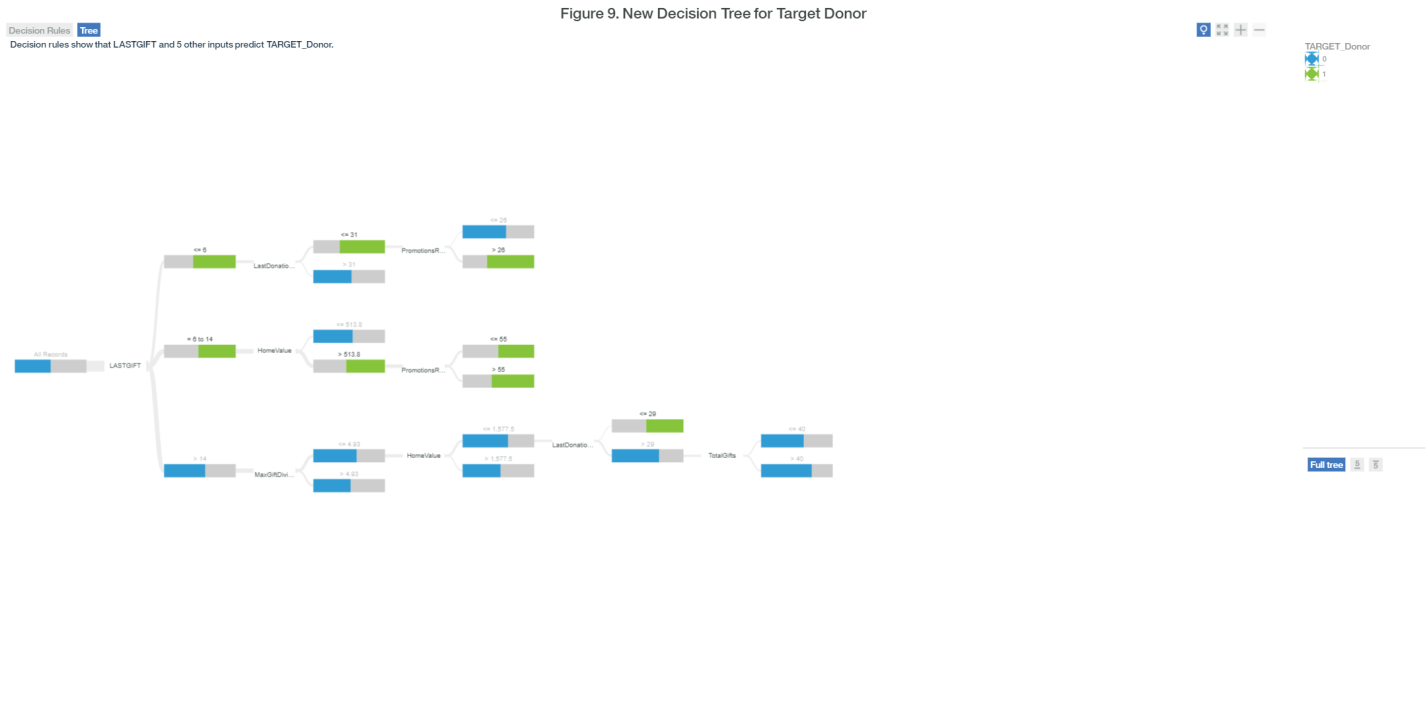 Figure 9. New Decision Tree for Target Donor
Decision Rules
Tree
Decision rules show that LASTGIFT and 5 other inputs predict TARGET_Donor.
TARGET_Donor
0
1
<= 26
<= 31
PromotionsR...
> 26
<= 6
LastDonatio...
> 31
<= 513.8
= 6 to 14
HomeValue
<= 55
> 513.8
PromotionsR...
> 55
All Records
LASTGIFT
<= 29
<= 1,577.5
<= 40
<= 4.93
HomeValue
LastDonatio...
> 29
TotalGifts
> 14
> 1,577.5
> 40
MaxGiftDivi...
> 4.93
Full tree